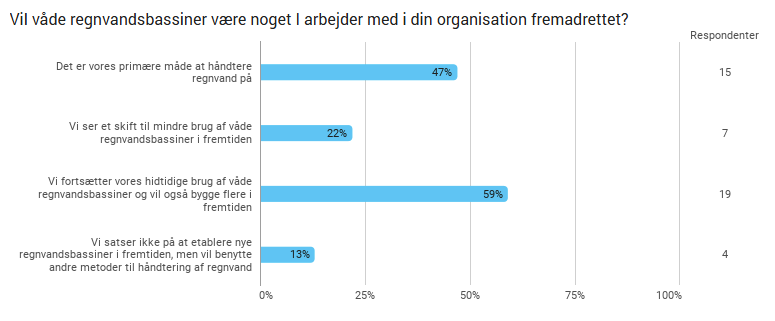 Vil våde regnvandsbassiner være noget I arbejder med i din organisation fremadrettet?
Respondenter
Det er vores primære måde at håndtere
regnvand på
47%
15
Vi ser et skift til mindre brug af våde
regnvandsbassiner i fremtiden
22%
7
Vi fortsætter vores hidtidige brug af våde
regnvandsbassiner og vil også bygge flere i
fremtiden
59%
19
Vi satser ikke på at etablere nye
regnvandsbassiner i fremtiden, men vil benytte
andre metoder til håndtering af regnvand
13%
4
0% 25% 50% 75% 100%